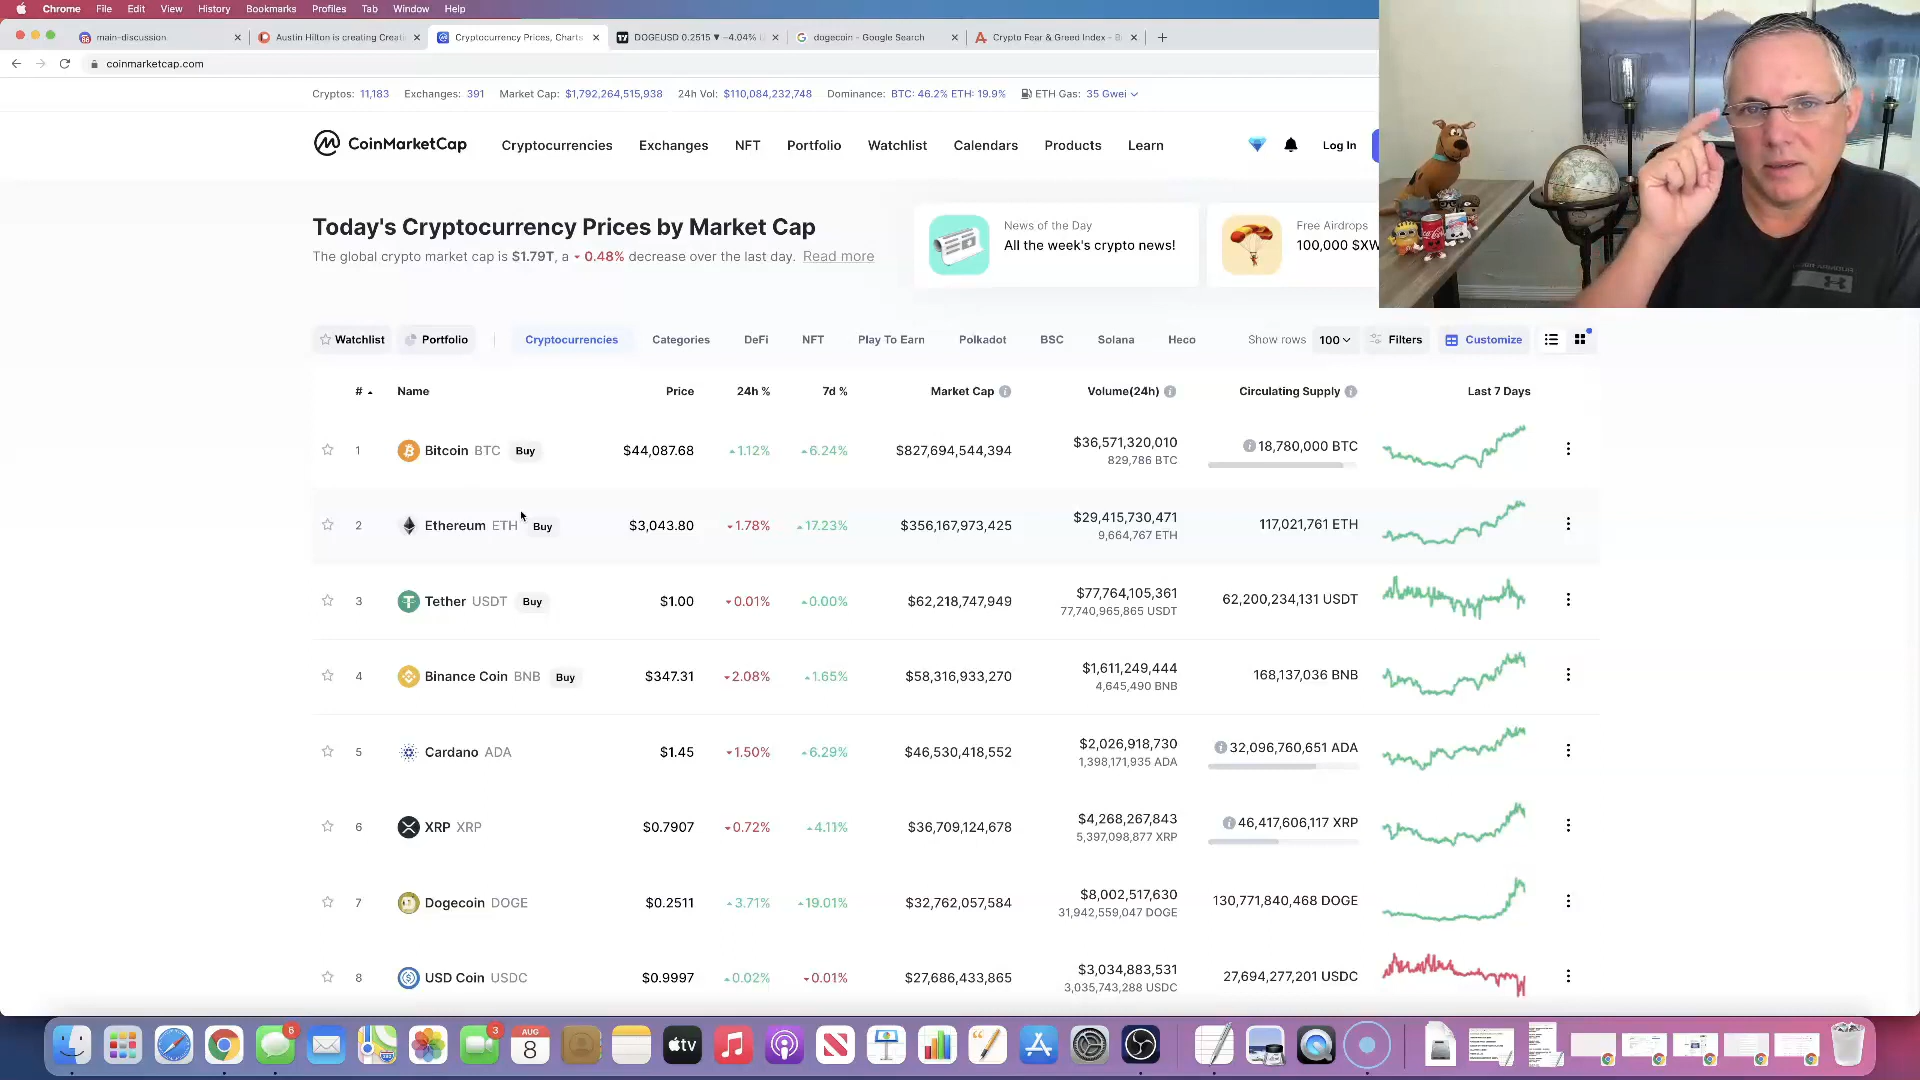 Chrome File Edit View History Bookmarks Profiles Tab Window Help
main-discussion
Austin Hilton is creating Creati
Cryptocurrency Prices, Charts
DOGEUSD 0.2515 ▼ −4.04%
dogecoin - Google Search
Crypto Fear & Greed Index - B
coinmarketcap.com
Cryptos: 11,183 Exchanges: 391 Market Cap: $1,792,264,515,938 24h Vol: $110,084,232,748 Dominance: BTC: 46.2% ETH: 19.9% ETH Gas: 35 Gwei
CoinMarketCap Cryptocurrencies Exchanges NFT Portfolio Watchlist Calendars Products Learn Log In
Today's Cryptocurrency Prices by Market Cap
The global crypto market cap is $1.79T, a 0.48% decrease over the last day. Read more
News of the Day
All the week's crypto news!
Free Airdrops
100,000 $XW
Watchlist Portfolio Cryptocurrencies Categories DeFi NFT Play To Earn Polkadot BSC Solana Heco Show rows 100 Filters Customize
# Name Price 24h % 7d % Market Cap Volume(24h) Circulating Supply Last 7 Days
1 Bitcoin BTC Buy $44,087.68 1.12% 6.24% $827,694,544,394 $36,571,320,010 18,780,000 BTC
829,786 BTC
2 Ethereum ETH Buy $3,043.80 1.78% 17.23% $356,167,973,425 $29,415,730,471 117,021,761 ETH
9,664,767 ETH
3 Tether USDT Buy $1.00 0.01% 0.00% $62,218,747,949 $77,764,105,361 62,200,234,131 USDT
77,740,965,865 USDT
4 Binance Coin BNB Buy $347.31 2.08% 1.65% $58,316,933,270 $1,611,249,444 168,137,036 BNB
4,645,490 BNB
5 Cardano ADA $1.45 1.50% 6.29% $46,530,418,552 $2,026,918,730 32,096,760,651 ADA
1,398,171,935 ADA
6 XRP XRP $0.7907 0.72% 4.11% $36,709,124,678 $4,268,267,843 46,417,606,117 XRP
5,397,098,877 XRP
7 Dogecoin DOGE $0.2511 3.71% 19.01% $32,762,057,584 $8,002,517,630 130,771,840,468 DOGE
31,942,559,047 DOGE
8 USD Coin USDC $0.9997 0.02% 0.01% $27,686,433,865 $3,034,883,531 27,694,277,201 USDC
3,035,743,288 USDC
6
3
AUG
8
tv